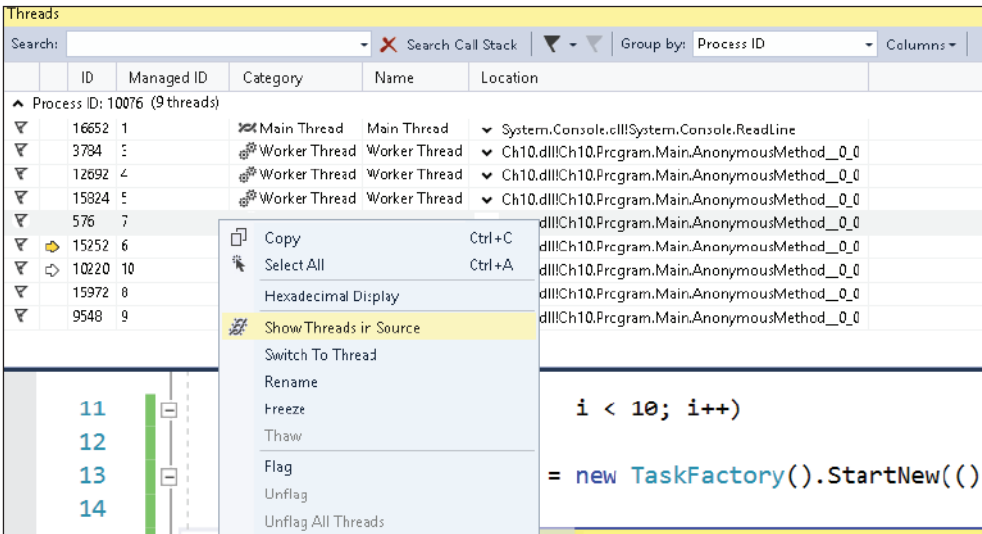 Threads
Search: Search Call Stack Group by: Process ID Columns
ID Managed ID Category Name Location
Process ID: 10076 (9 threads)
16652 1 Main Thread Main Thread System.Console.dll!System.Console.ReadLine
3784 3 Worker Thread Worker Thread Ch10.dll!Ch10.Program.Main.AnonymousMethod__0_0
12692 4 Worker Thread Worker Thread Ch10.dll!Ch10.Program.Main.AnonymousMethod__0_0
15824 5 Worker Thread Worker Thread Ch10.dll!Ch10.Program.Main.AnonymousMethod__0_0
576 7 dll!Ch10.Program.Main.AnonymousMethod__0_0
15252 6 dll!Ch10.Program.Main.AnonymousMethod__0_0
10220 10 dll!Ch10.Program.Main.AnonymousMethod__0_0
15972 8 dll!Ch10.Program.Main.AnonymousMethod__0_0
9548 9 dll!Ch10.Program.Main.AnonymousMethod__0_0
Copy Ctrl+C
Select All Ctrl+A
Hexadecimal Display
Show Threads in Source
Switch To Thread
Rename
Freeze
Thaw
Flag
Unflag
Unflag All Threads
11 i < 10; i++)
12
13 = new TaskFactory().StartNew(()
14